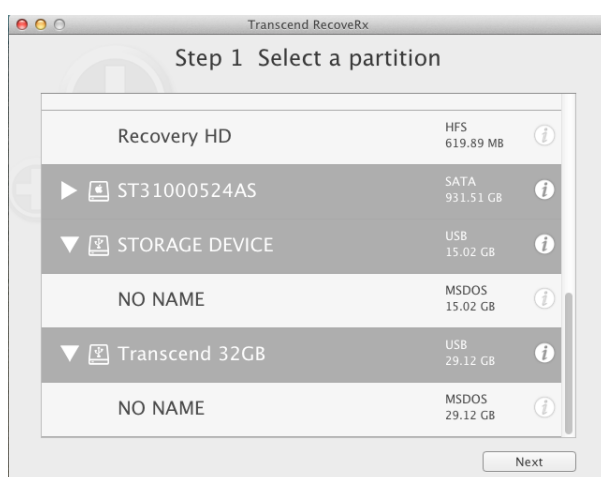 Transcend RecoveRx
Step 1 Select a partition
Recovery HD
HFS
619.89 MB
ST31000524AS
SATA
931.51 GB
STORAGE DEVICE
USB
15.02 GB
NO NAME
MSDOS
15.02 GB
Transcend 32GB
USB
29.12 GB
NO NAME
MSDOS
29.12 GB
Next